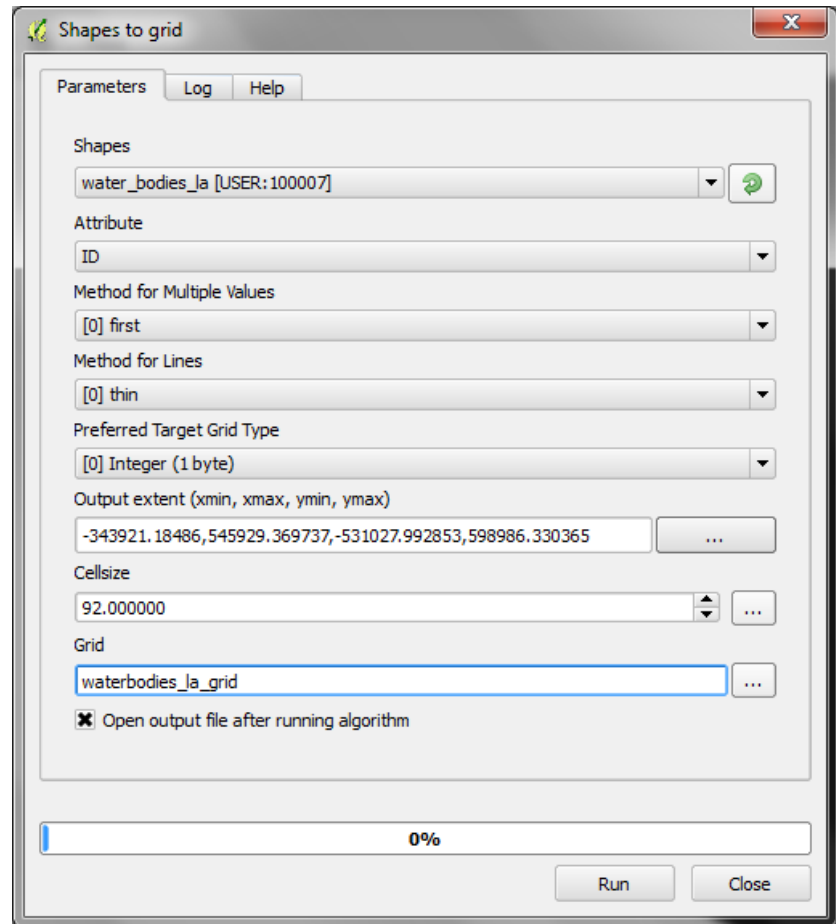 Shapes to grid
Parameters Log Help
Shapes
water_bodies_la [USER:100007]
Attribute
ID
Method for Multiple Values
[0] first
Method for Lines
[0] thin
Preferred Target Grid Type
[0] Integer (1 byte)
Output extent (xmin, xmax, ymin, ymax)
-343921.18486,545929.369737,-531027.992853,598986.330365 ...
Cellsize
92.000000 ...
Grid
waterbodies_la_grid ...
Open output file after running algorithm
0%
Run Close